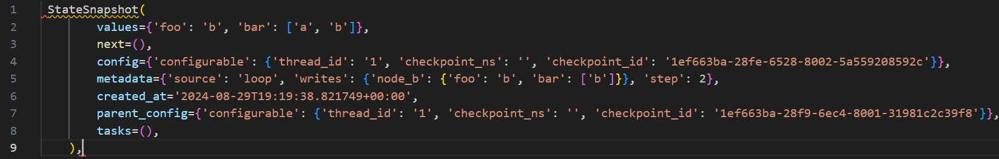 1 StateSnapshot(
2 values={'foo': 'b', 'bar': ['a', 'b']},
3 next=(),
4 config={'configurable': {'thread_id': '1', 'checkpoint_ns': '', 'checkpoint_id': '1ef663ba-28fe-6528-8002-5a559208592c'}},
5 metadata={'source': 'loop', 'writes': {'node_b': {'foo': 'b', 'bar': ['b']}}, 'step': 2},
6 created_at='2024-08-29T19:19:38.821749+00:00',
7 parent_config={'configurable': {'thread_id': '1', 'checkpoint_ns': '', 'checkpoint_id': '1ef663ba-28f9-6ec4-8001-31981c2c39f8'}},
8 tasks=(),
9 ),